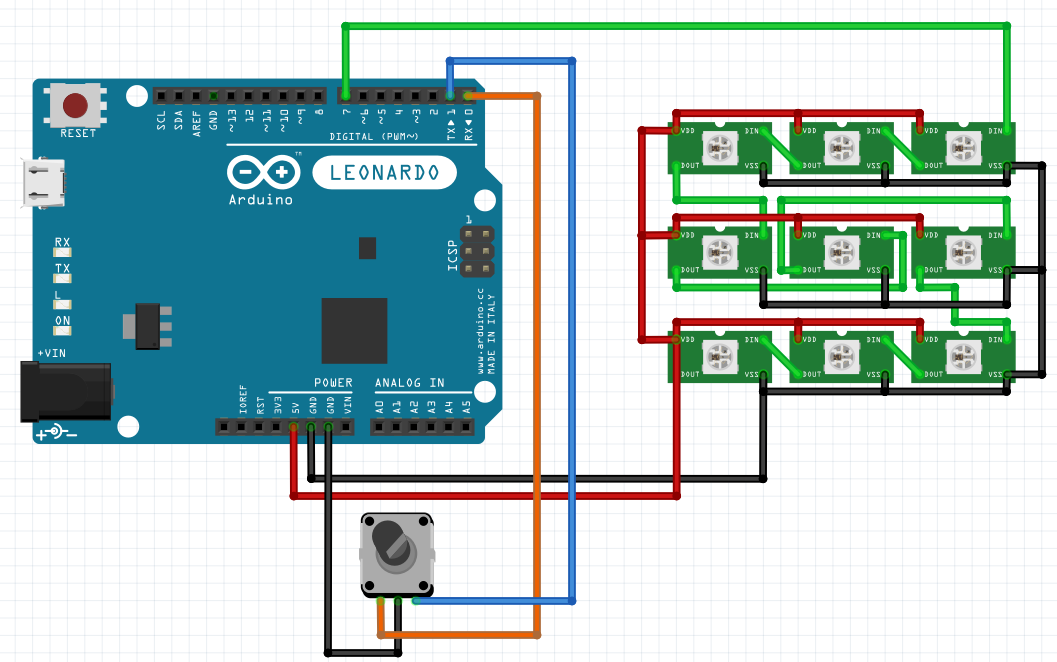 RESET
SCL
SDA
AREF
GND
~13
12
~11
~10
~9
8
7
~6
~5
4
~3
2
TX▶1
RX◀0
DIGITAL (PWM~)
TM
LEONARDO
Arduino
1
ICSP
RX
TX
L
ON
+VIN
www.arduino.cc
MADE IN ITALY
POWER
ANALOG IN
IOREF
RST
3V3
5V
GND
GND
VIN
A0
A1
A2
A3
A4
A5
VDD DIN VDD DIN VDD DIN
DOUT VSS DOUT VSS DOUT VSS
VDD DIN VDD DIN VDD DIN
DOUT VSS DOUT VSS DOUT VSS
VDD DIN VDD DIN VDD DIN
DOUT VSS DOUT VSS DOUT VSS